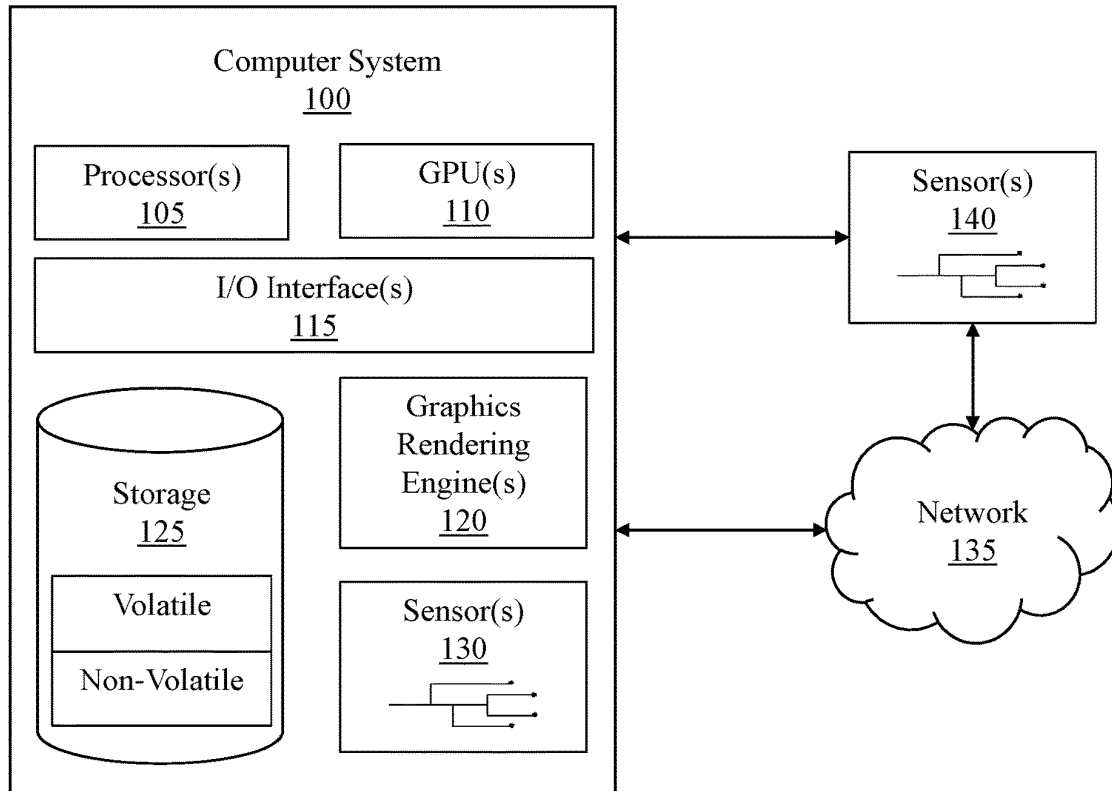 Computer System
100
Processor(s)
105
GPU(s)
110
I/O Interface(s)
115
Storage
125
Volatile
Non-Volatile
Graphics
Rendering
Engine(s)
120
Sensor(s)
130
Sensor(s)
140
Network
135